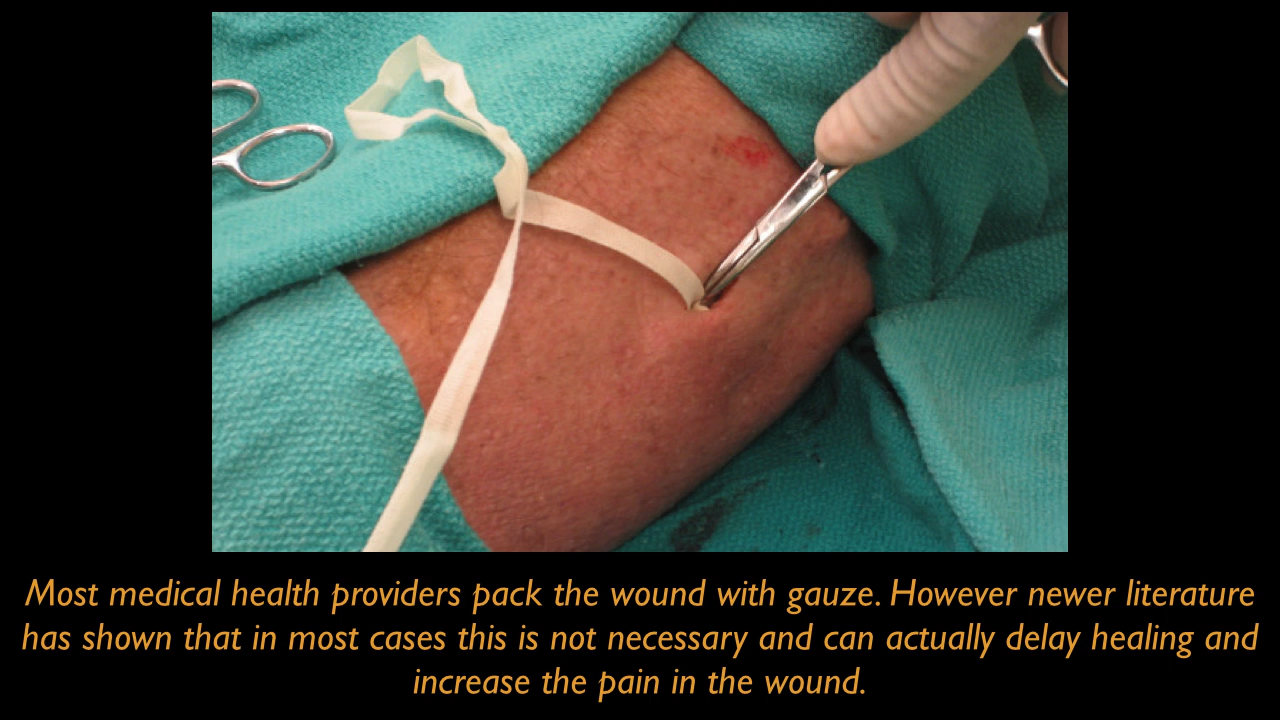 Most medical health providers pack the wound with gauze. However newer literature
has shown that in most cases this is not necessary and can actually delay healing and
increase the pain in the wound.